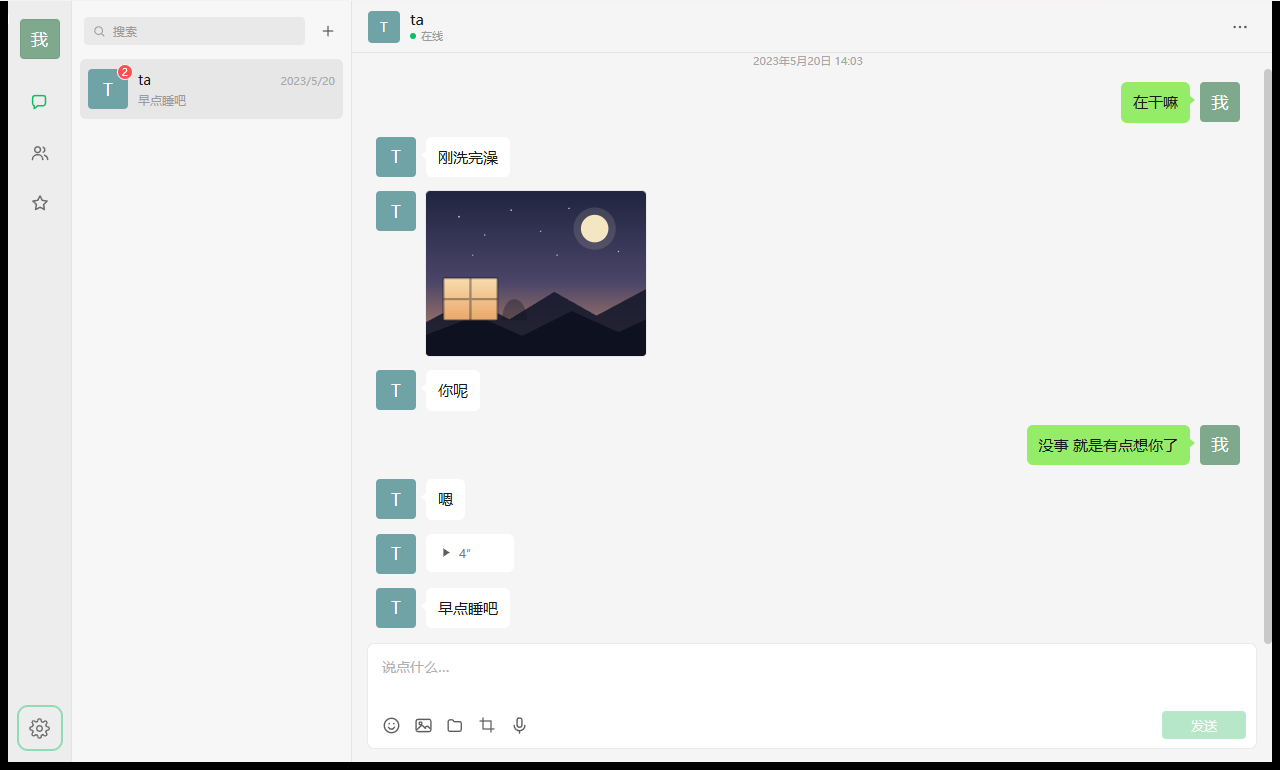 我
搜索
T
2
ta
2023/5/20
早点睡吧
T
ta
在线
2023年5月20日 14:03
在干嘛
我
T
刚洗完澡
T
T
你呢
没事 就是有点想你了
我
T
嗯
T
4″
T
早点睡吧
说点什么...
发送